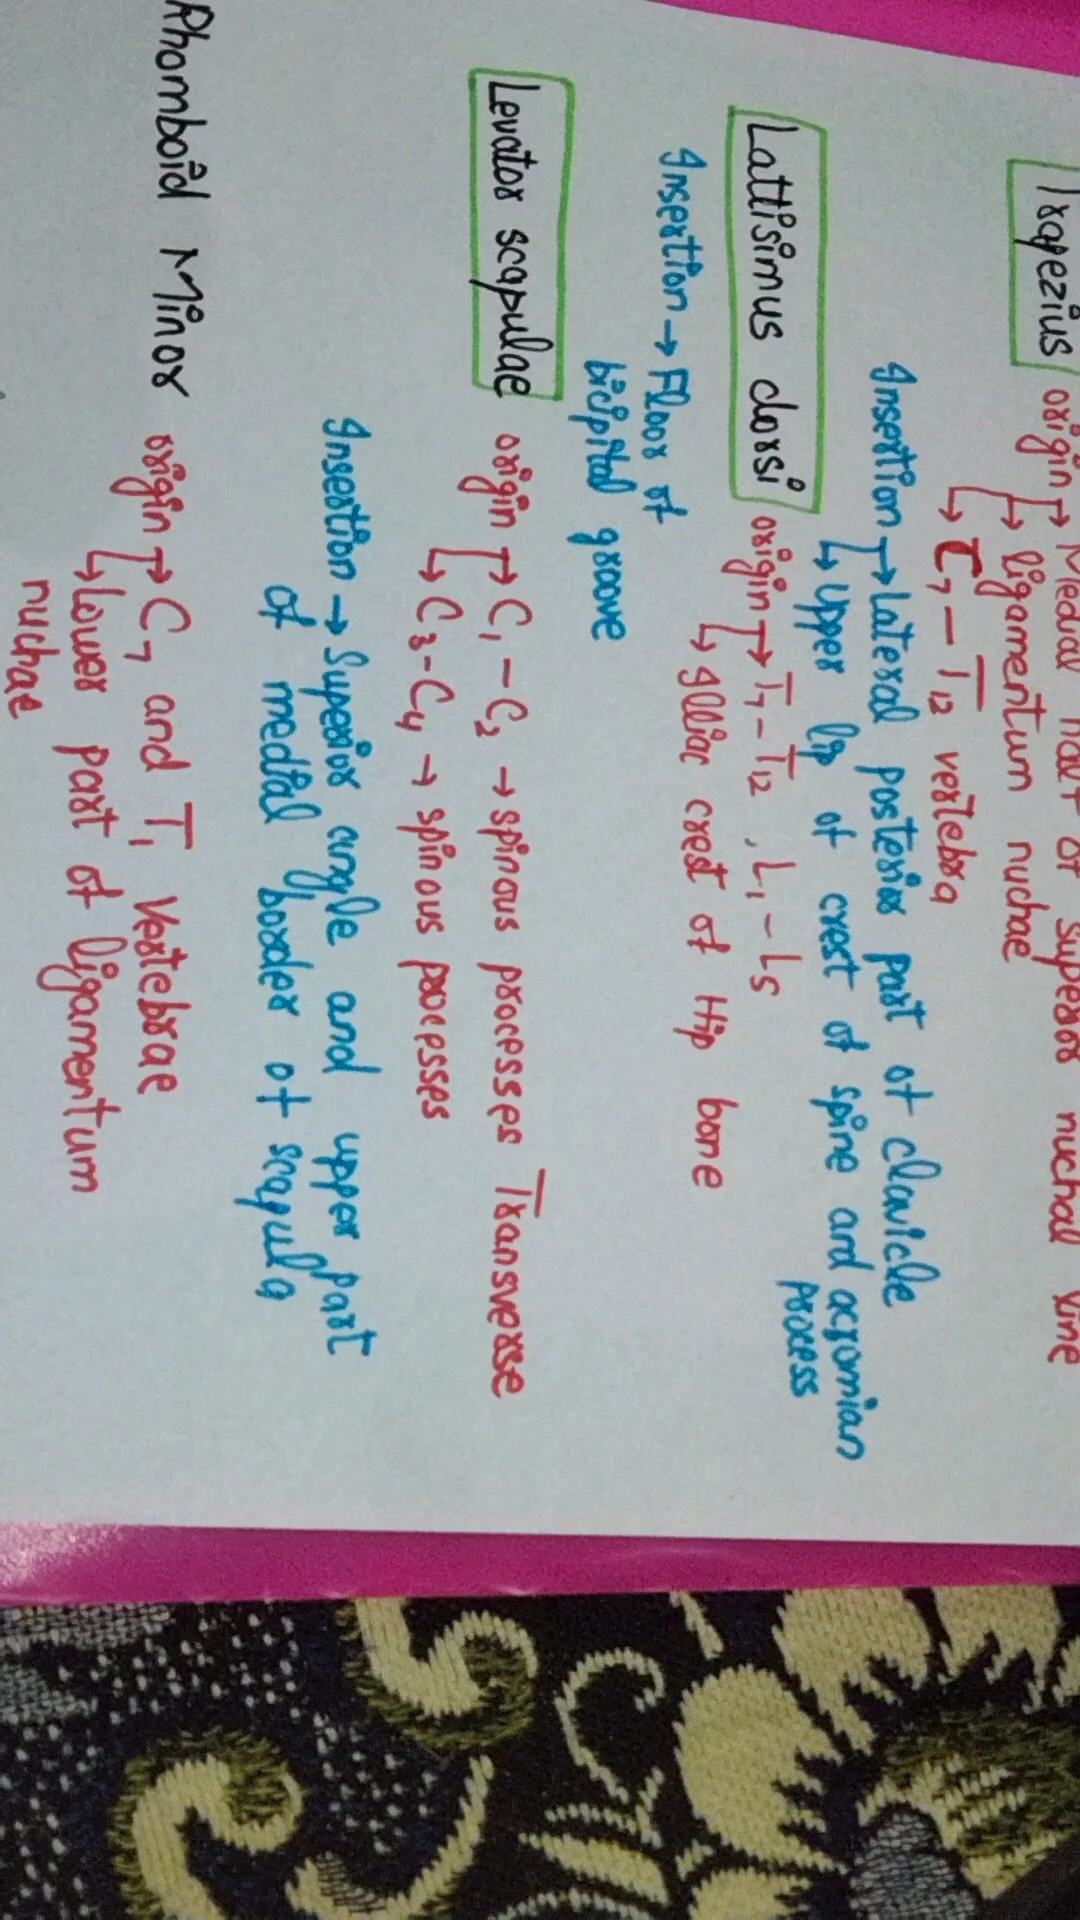 Trapezius origin → Medial half of superior nuchal line
↳ ligamentum nuchae
↳ C7 – T12 vertebra
Insertion → Lateral posterior part of clavicle
↳ Upper lip of crest of spine and acromian
process
Lattisimus dorsi origin → T7 – T12 , L1 – L5
↳ Illiac crest of Hip bone
Insertion → Floor of
bicipital groove
Levator scapulae origin → C1 – C2 → spinous processes Transverse
↳ C3 – C4 → spinous processes
Insertion → Superior angle and upper part
of medial border of scapula
Rhomboid Minor origin → C7 and T1 Vertebrae
↳ Lower part of ligamentum
nuchae